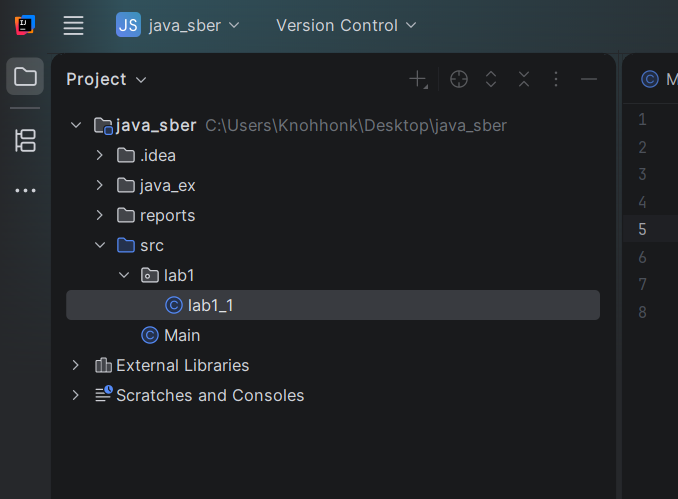 JS java_sber Version Control
Project
java_sber C:\Users\Knohhonk\Desktop\java_sber
.idea
java_ex
reports
src
lab1
lab1_1
Main
External Libraries
Scratches and Consoles
1
2
3
4
5
6
7
8